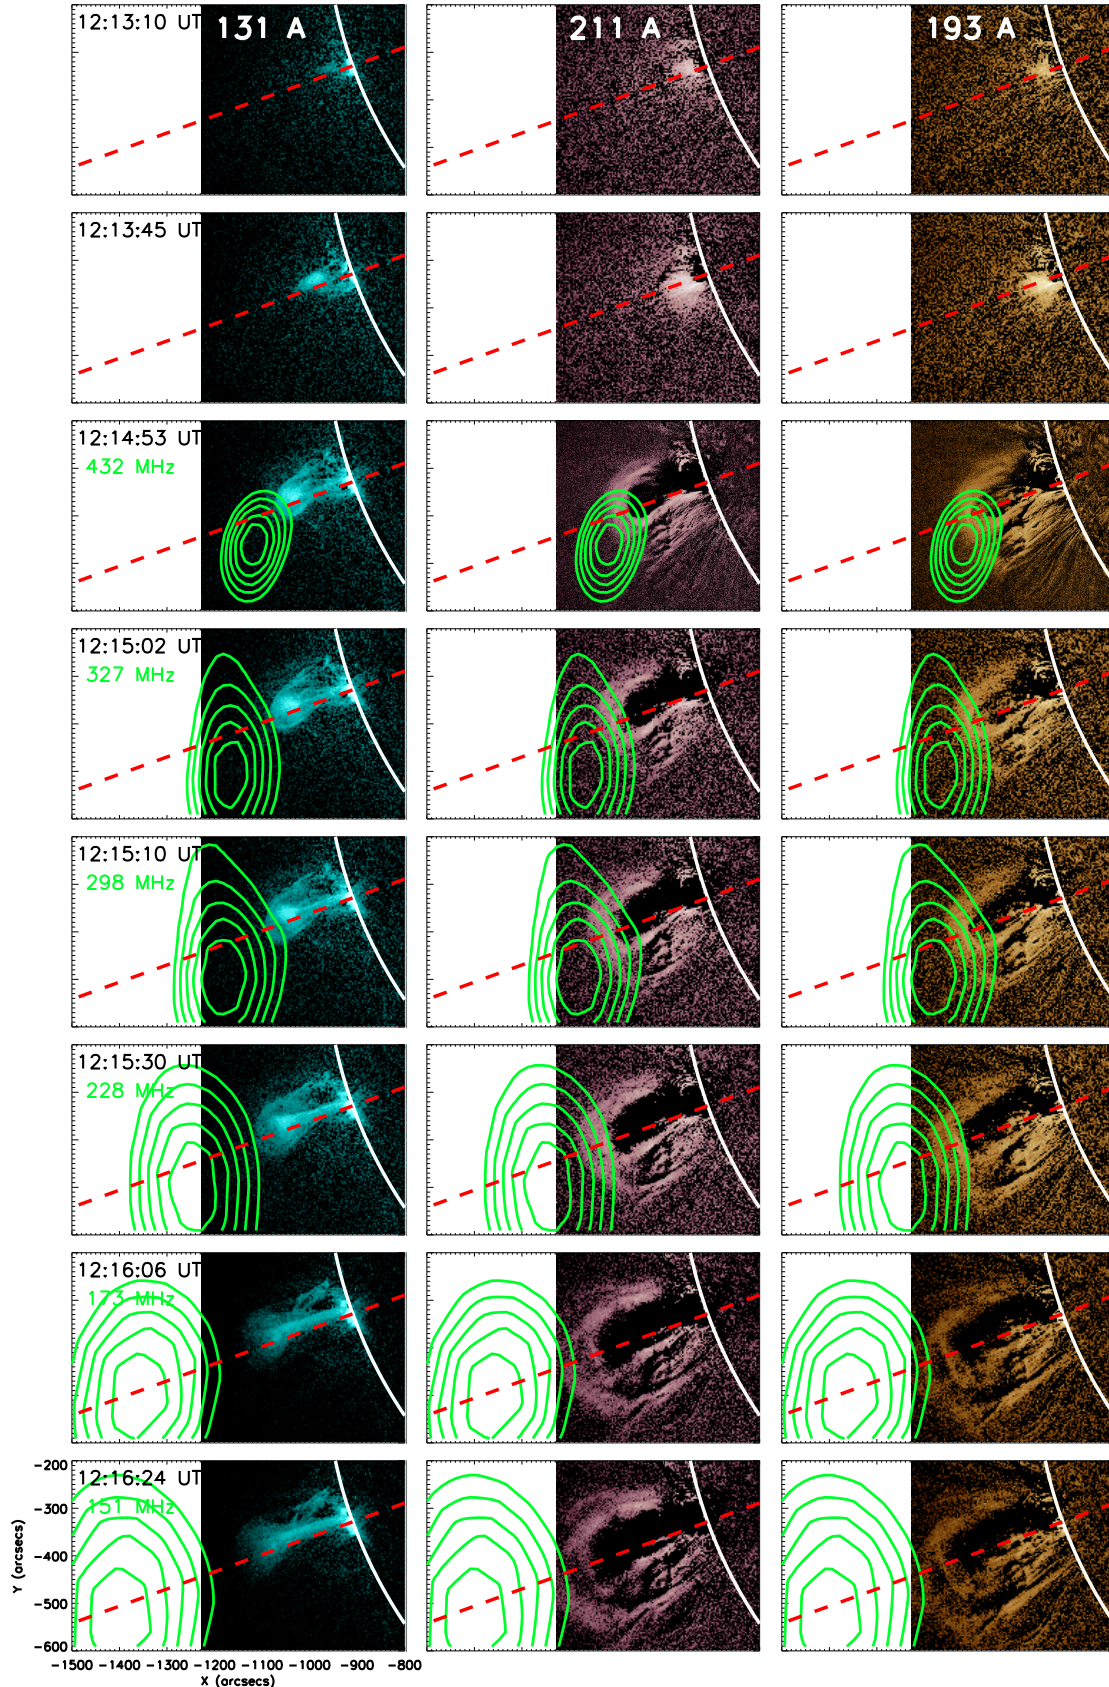 12:13:10 UT 131 A 211 A 193 A
12:13:45 UT
12:14:53 UT
432 MHz
12:15:02 UT
327 MHz
12:15:10 UT
298 MHz
12:15:30 UT
228 MHz
12:16:06 UT
173 MHz
12:16:24 UT
151 MHz
-200
-300
-400
-500
-600
Y (arcsecs)
-1500 -1400 -1300 -1200 -1100 -1000 -900 -800
X (arcsecs)